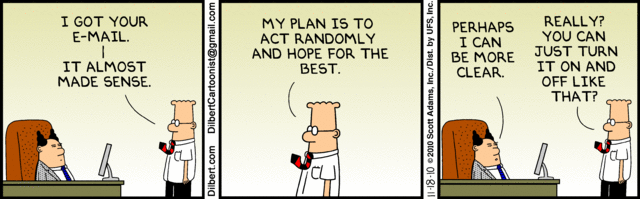 I GOT YOUR
E-MAIL.
IT ALMOST
MADE SENSE.
Dilbert.com DilbertCartoonist@gmail.com
MY PLAN IS TO
ACT RANDOMLY
AND HOPE FOR THE
BEST.
11-18-10 ©2010 Scott Adams, Inc./Dist. by UFS, Inc.
PERHAPS
I CAN
BE MORE
CLEAR.
REALLY?
YOU CAN
JUST TURN
IT ON AND
OFF LIKE
THAT?